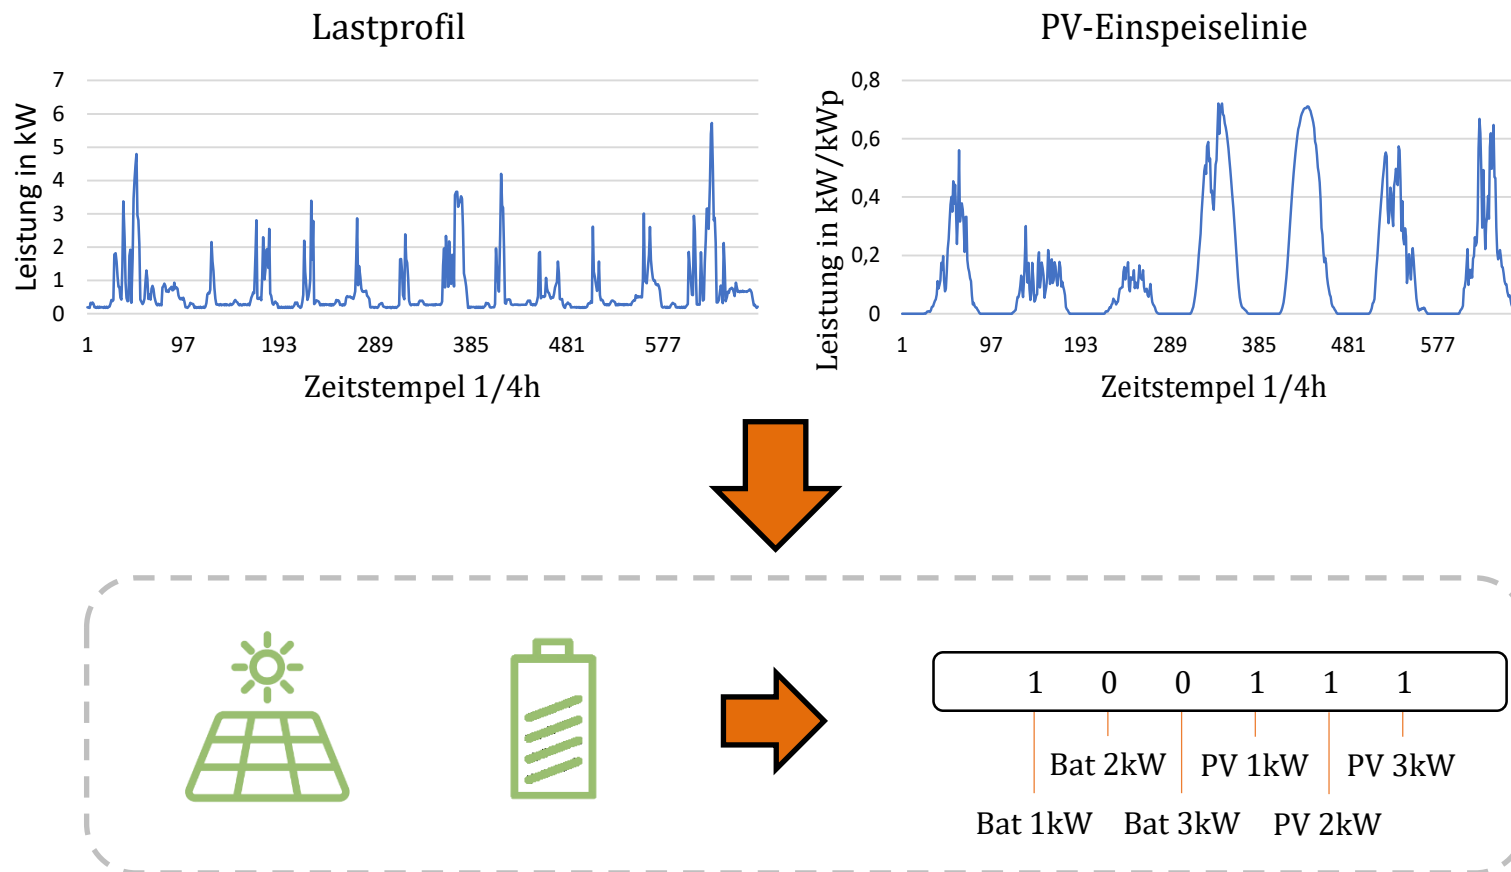 Lastprofil
Leistung in kW
7
6
5
4
3
2
1
0
1 97 193 289 385 481 577
Zeitstempel 1/4h
PV-Einspeiselinie
Leistung in kW/kWp
0,8
0,6
0,4
0,2
0
1 97 193 289 385 481 577
Zeitstempel 1/4h
1 0 0 1 1 1
Bat 2kW PV 1kW PV 3kW
Bat 1kW Bat 3kW PV 2kW